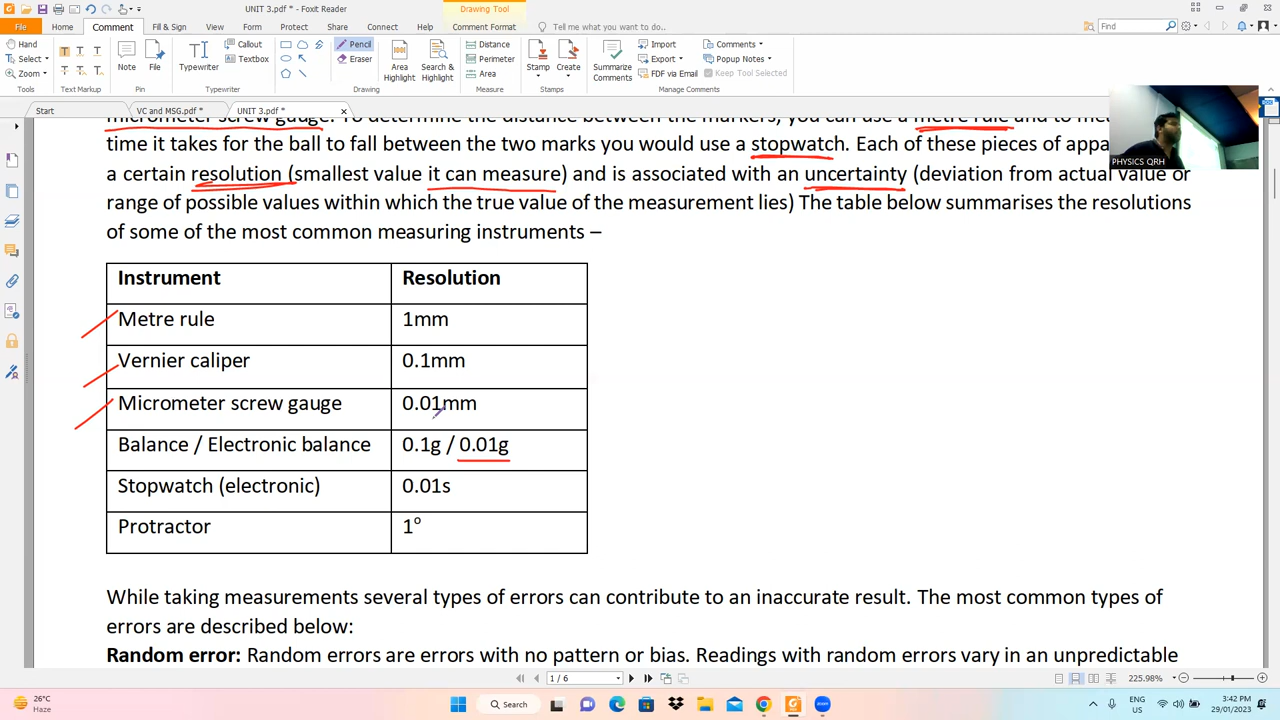 UNIT 3.pdf * - Foxit Reader
Drawing Tool
File
Home
Comment
Fill & Sign
View
Form
Protect
Share
Connect
Help
Comment Format
Tell me what you want to do...
Find
Hand
Select
Zoom
Tools
T T T
T T T
Text Markup
Note
File
Pin
Typewriter
Callout
Textbox
Typewriter
Pencil
Eraser
Area Highlight
Search & Highlight
Drawing
Distance
Perimeter
Area
Measure
Stamp
Create
Stamps
Summarize Comments
Import
Export
FDF via Email
Comments
Popup Notes
Keep Tool Selected
Manage Comments
Start
VC and MSG.pdf *
UNIT 3.pdf *
micrometer screw gauge. To determine the distance between the markers, you can use a metre rule and to me
time it takes for the ball to fall between the two marks you would use a stopwatch. Each of these pieces of appa
a certain resolution (smallest value it can measure) and is associated with an uncertainty (deviation from actual value or
range of possible values within which the true value of the measurement lies) The table below summarises the resolutions
of some of the most common measuring instruments –
PHYSICS QRH
Instrument Resolution
Metre rule 1mm
Vernier caliper 0.1mm
Micrometer screw gauge 0.01mm
Balance / Electronic balance 0.1g / 0.01g
Stopwatch (electronic) 0.01s
Protractor 1°
While taking measurements several types of errors can contribute to an inaccurate result. The most common types of
errors are described below:
Random error: Random errors are errors with no pattern or bias. Readings with random errors vary in an unpredictable
1 / 6
225.98%
26°C
Haze
Search
ENG
US
3:42 PM
29/01/2023